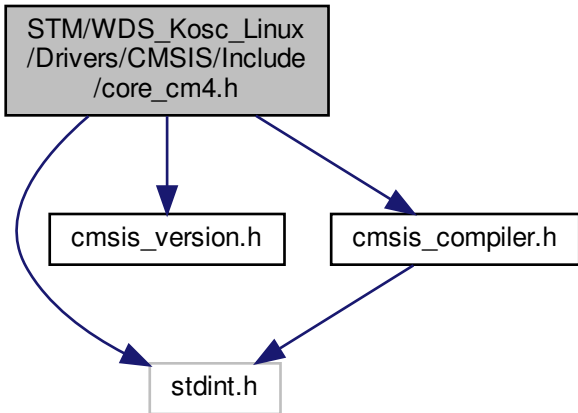 STM/WDS_Kosc_Linux
/Drivers/CMSIS/Include
/core_cm4.h
cmsis_version.h
cmsis_compiler.h
stdint.h